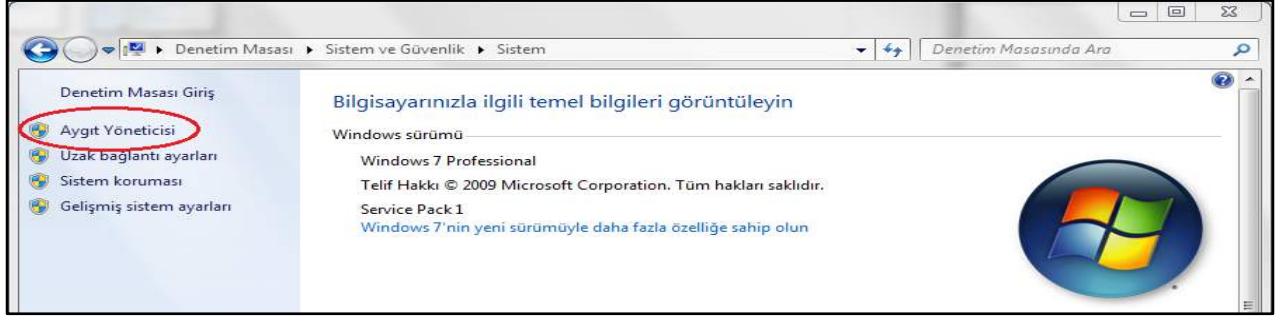 Denetim Masası ▸ Sistem ve Güvenlik ▸ Sistem
Denetim Masasında Ara
Denetim Masası Giriş
Aygıt Yöneticisi
Uzak bağlantı ayarları
Sistem koruması
Gelişmiş sistem ayarları
Bilgisayarınızla ilgili temel bilgileri görüntüleyin
Windows sürümü
Windows 7 Professional
Telif Hakkı © 2009 Microsoft Corporation. Tüm hakları saklıdır.
Service Pack 1
Windows 7'nin yeni sürümüyle daha fazla özelliğe sahip olun